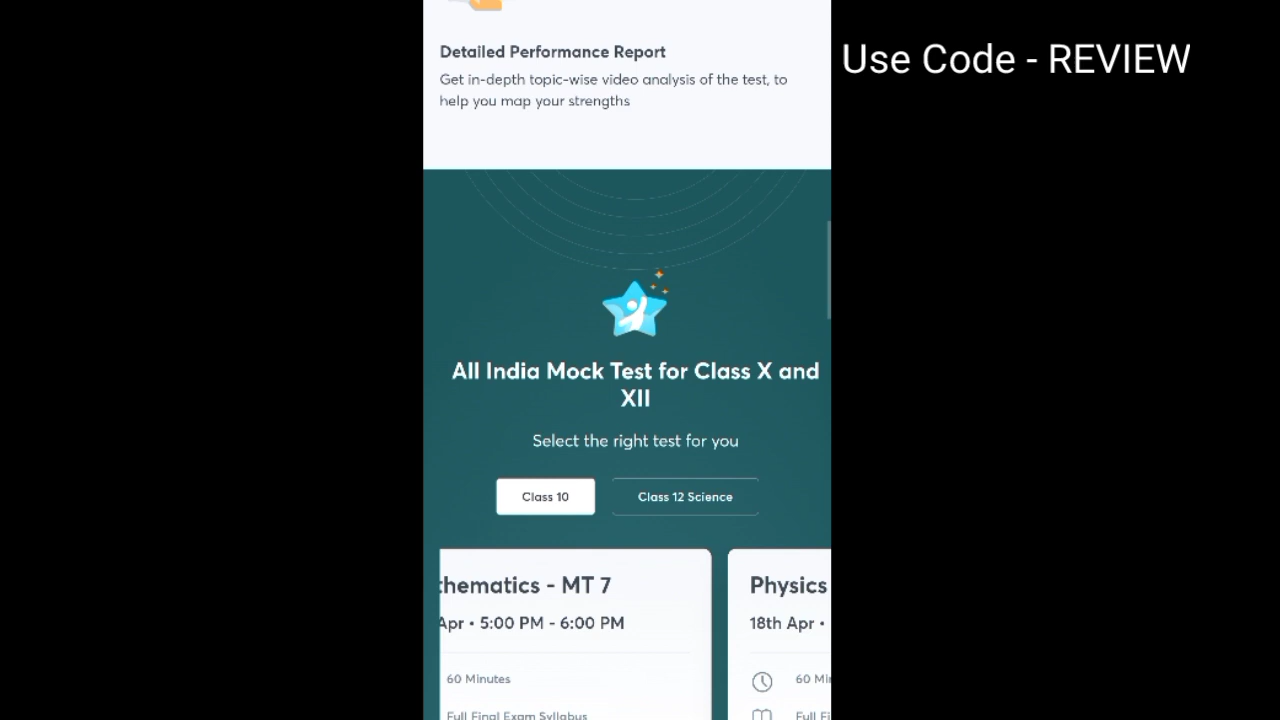 Detailed Performance Report
Get in-depth topic-wise video analysis of the test, to
help you map your strengths
Use Code - REVIEW
All India Mock Test for Class X and
XII
Select the right test for you
Class 10
Class 12 Science
thematics - MT 7
Apr • 5:00 PM - 6:00 PM
60 Minutes
Full Final Exam Syllabus
Physics
18th Apr •
60 Min
Full Fi